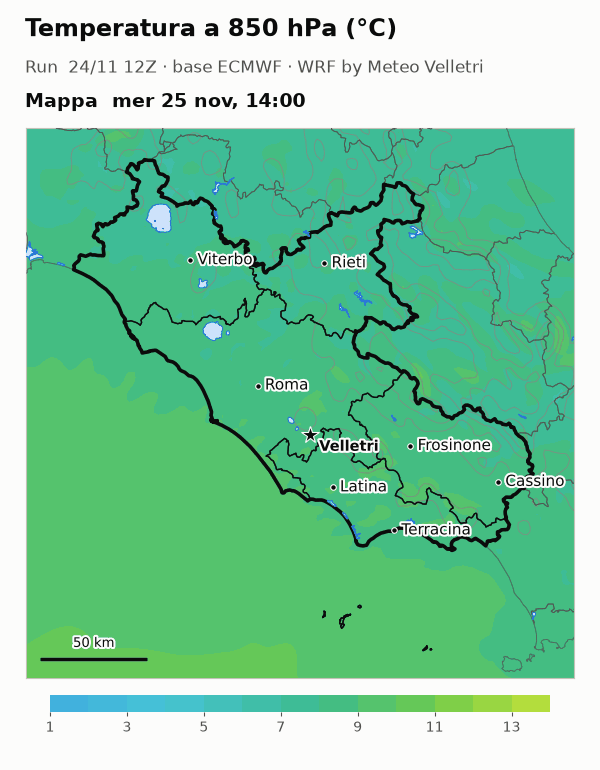 Temperatura a 850 hPa (°C)
Run 24/11 12Z · base ECMWF · WRF by Meteo Velletri
Mappa mer 25 nov, 14:00
Viterbo
Rieti
Roma
Velletri
Frosinone
Latina
Cassino
Terracina
50 km
1 3 5 7 9 11 13